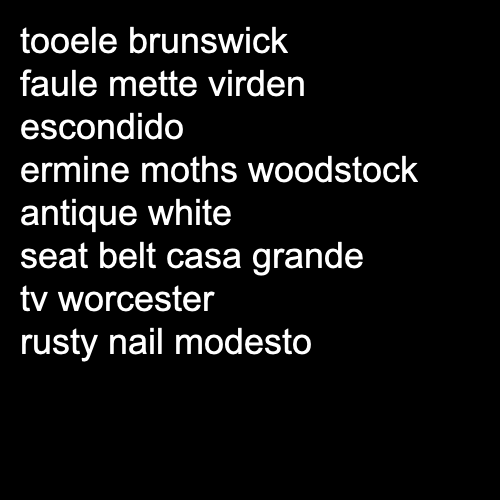 tooele brunswick
faule mette virden
escondido
ermine moths woodstock
antique white
seat belt casa grande
tv worcester
rusty nail modesto